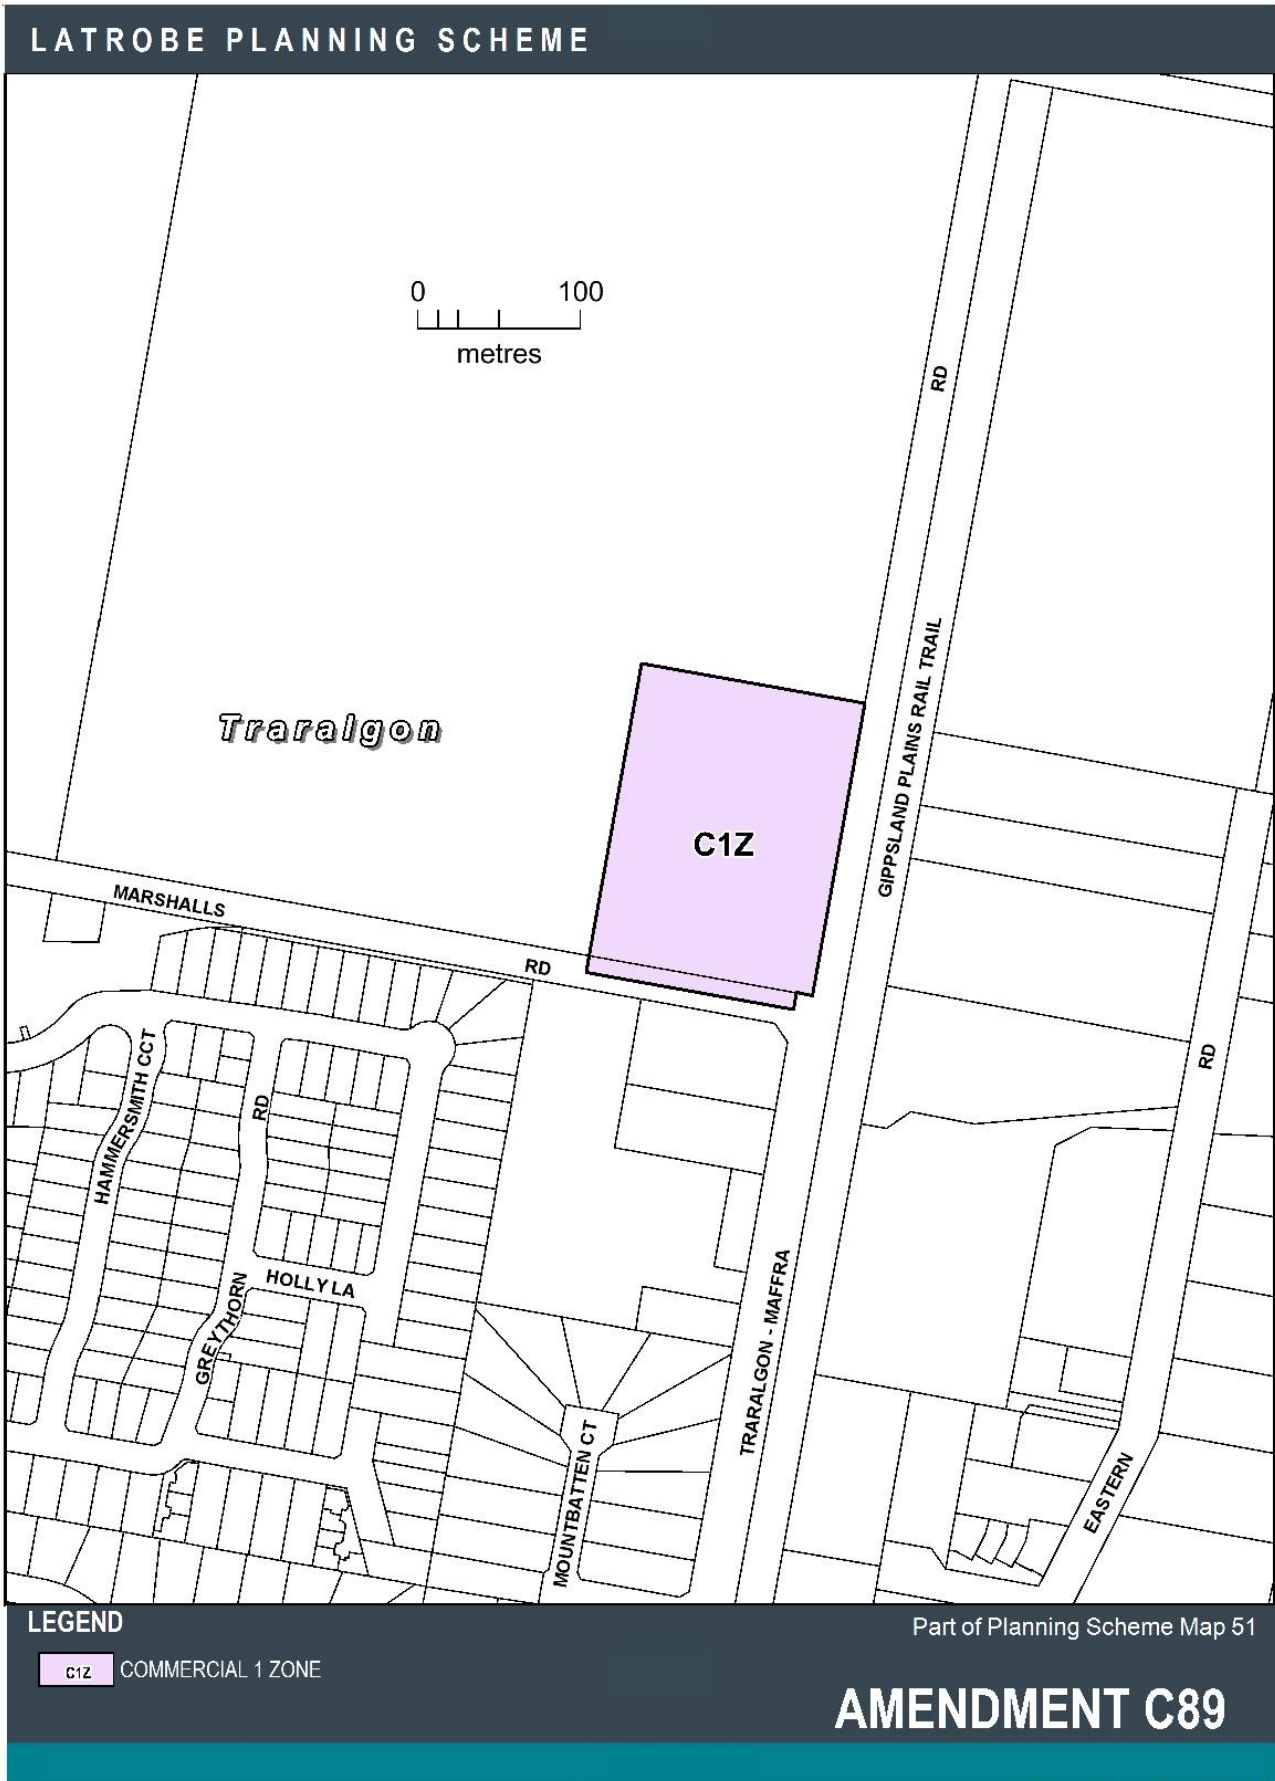 LATROBE PLANNING SCHEME
0 100
metres
RD
GIPPSLAND PLAINS RAIL TRAIL
Traralgon
C1Z
MARSHALLS
RD
HAMMERSMITH CCT
RD
RD
HOLLY LA
GREYTHORN
TRARALGON - MAFFRA
MOUNTBATTEN CT
EASTERN
LEGEND
Part of Planning Scheme Map 51
C1Z COMMERCIAL 1 ZONE
AMENDMENT C89